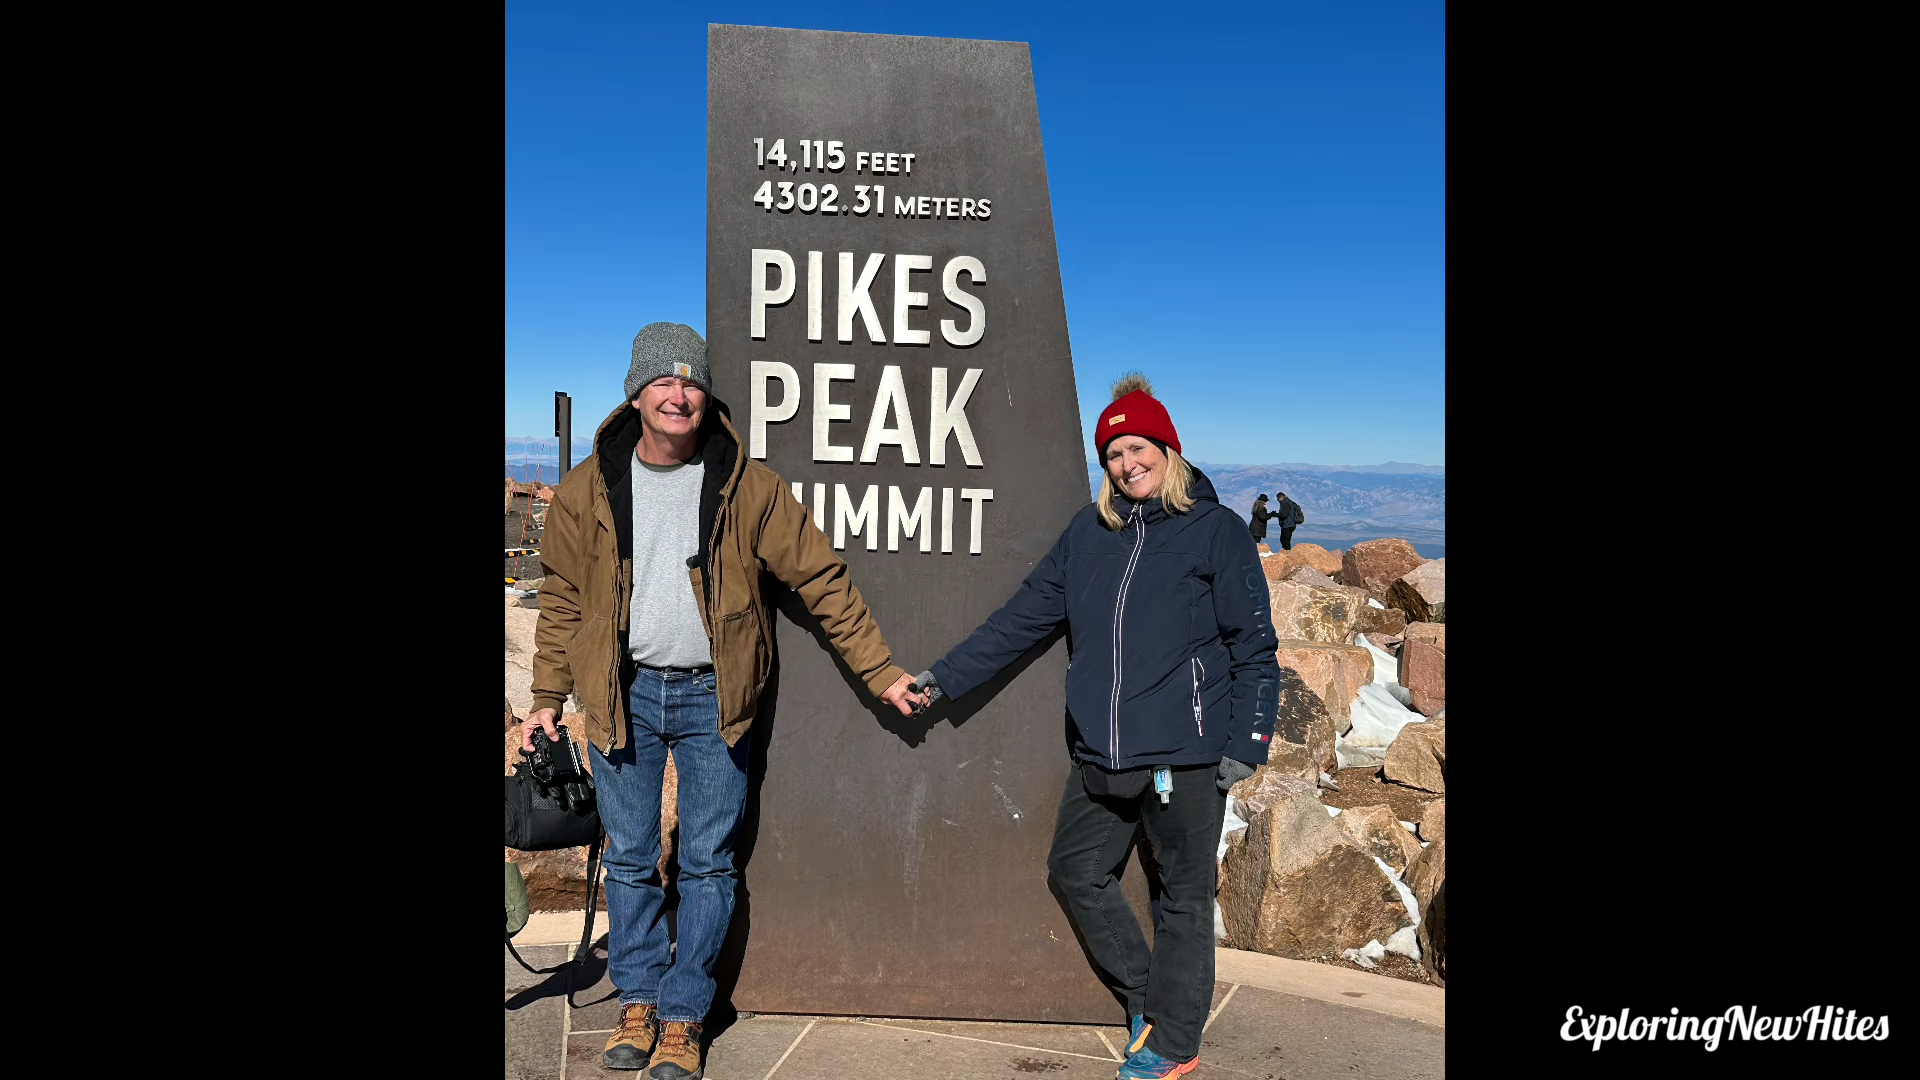 14,115 FEET
4302.31 METERS
PIKES
PEAK
UMMIT
ExploringNewHites